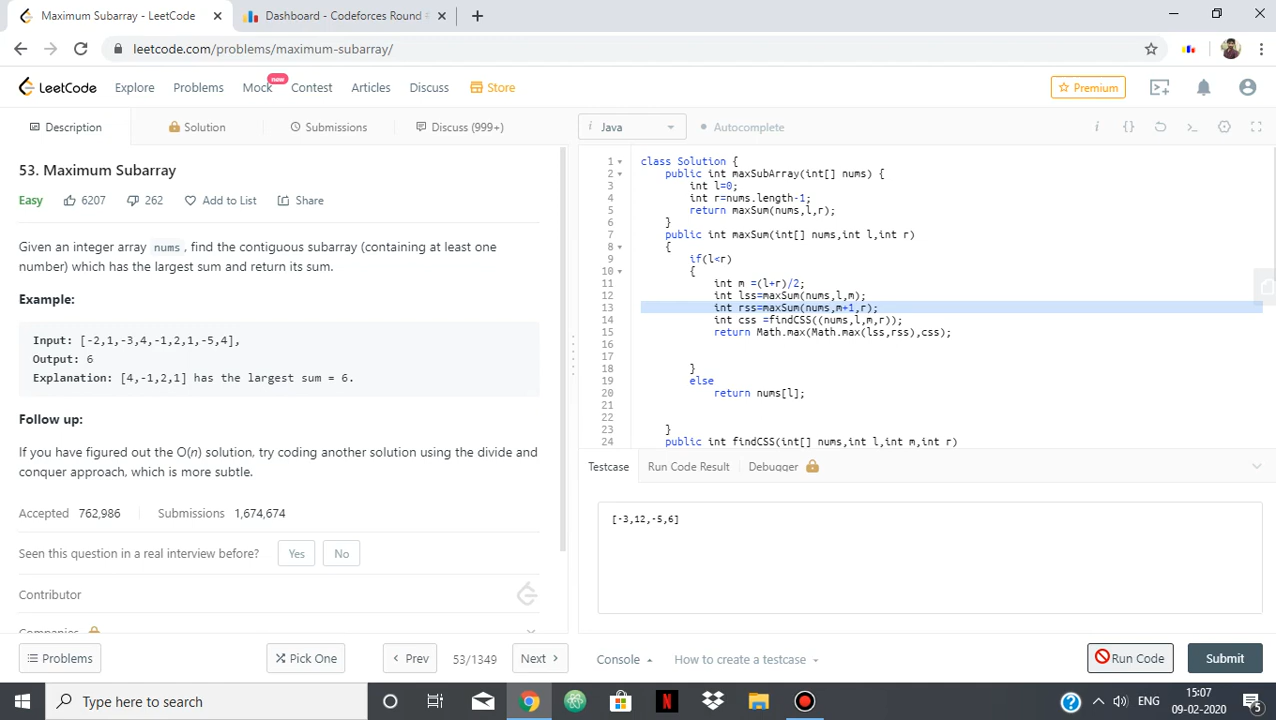 Maximum Subarray - LeetCode
Dashboard - Codeforces Round
leetcode.com/problems/maximum-subarray/
LeetCode
Explore
Problems
Mock
new
Contest
Articles
Discuss
Store
Premium
Description
Solution
Submissions
Discuss (999+)
i Java
Autocomplete
53. Maximum Subarray
Easy
6207
262
Add to List
Share
Given an integer array nums , find the contiguous subarray (containing at least one
number) which has the largest sum and return its sum.
Example:
Input: [-2,1,-3,4,-1,2,1,-5,4],
Output: 6
Explanation: [4,-1,2,1] has the largest sum = 6.
Follow up:
If you have figured out the O(n) solution, try coding another solution using the divide and
conquer approach, which is more subtle.
Accepted 762,986
Submissions 1,674,674
Seen this question in a real interview before?
Yes
No
Contributor
Companies
1 class Solution {
2 public int maxSubArray(int[] nums) {
3 int l=0;
4 int r=nums.length-1;
5 return maxSum(nums,l,r);
6 }
7 public int maxSum(int[] nums,int l,int r)
8 {
9 if(l<r)
10 {
11 int m =(l+r)/2;
12 int lss=maxSum(nums,l,m);
13 int rss=maxSum(nums,m+1,r);
14 int css =findCSS((nums,l,m,r));
15 return Math.max(Math.max(lss,rss),css);
16
17
18 }
19 else
20 return nums[l];
21
22
23 }
24 public int findCSS(int[] nums,int l,int m,int r)
Testcase
Run Code Result
Debugger
[-3,12,-5,6]
Problems
Pick One
Prev
53/1349
Next
Console
How to create a testcase
Run Code
Submit
Type here to search
ENG
15:07
09-02-2020
5